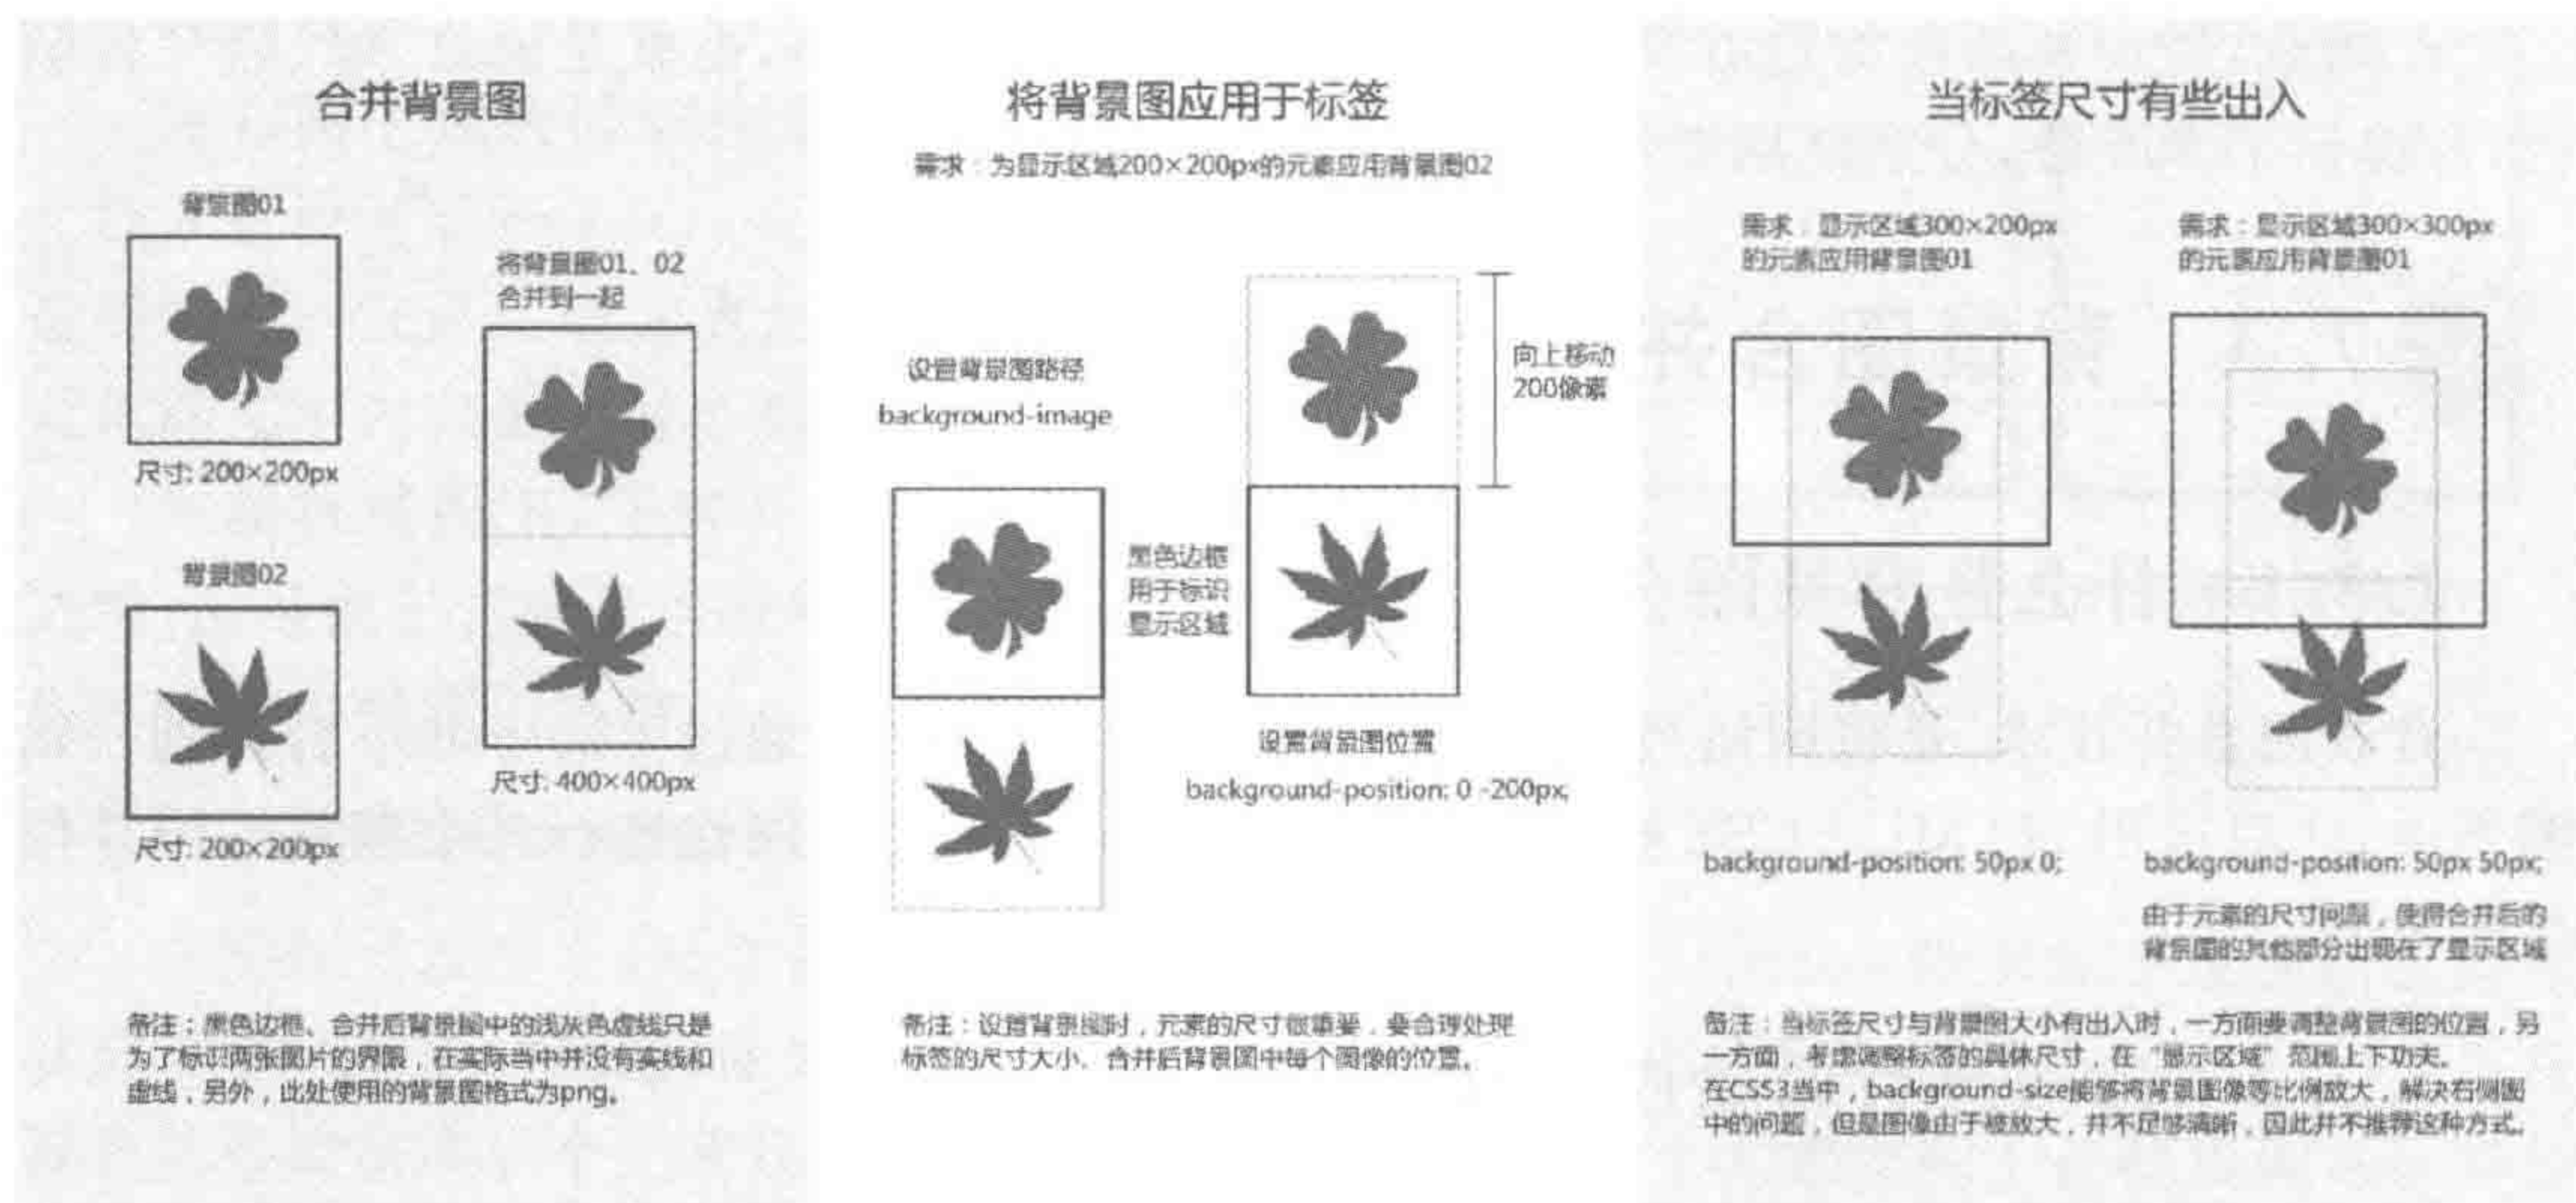 合并背景图
背景图01
尺寸: 200×200px
背景图02
尺寸: 200×200px
将背景图01、02
合并到一起
尺寸: 400×400px
备注：黑色边框、合并后背景图中的浅灰色虚线只是
为了标识两张图片的界限，在实际当中并没有实线和
虚线，另外，此处使用的背景图格式为png。
将背景图应用于标签
需求：为显示区域200×200px的元素应用背景图02
设置背景图路径
background-image
黑色边框
用于标识
显示区域
向上移动
200像素
设置背景图位置
background-position: 0 -200px;
备注：设置背景图时，元素的尺寸很重要，要合理处理
标签的尺寸大小、合并后背景图中每个图像的位置。
当标签尺寸有些出入
需求：显示区域300×200px
的元素应用背景图01
background-position: 50px 0;
需求：显示区域300×300px
的元素应用背景图01
background-position: 50px 50px;
由于元素的尺寸问题，使得合并后的
背景图的其他部分出现在了显示区域
备注：当标签尺寸与背景图大小有出入时，一方面要调整背景图的位置，另
一方面，考虑调整标签的具体尺寸，在“显示区域”范围上下功夫。
在CSS3当中，background-size能够将背景图像等比例放大，解决右侧图
中的问题，但是图像由于被放大，并不足够清晰，因此并不推荐这种方式。